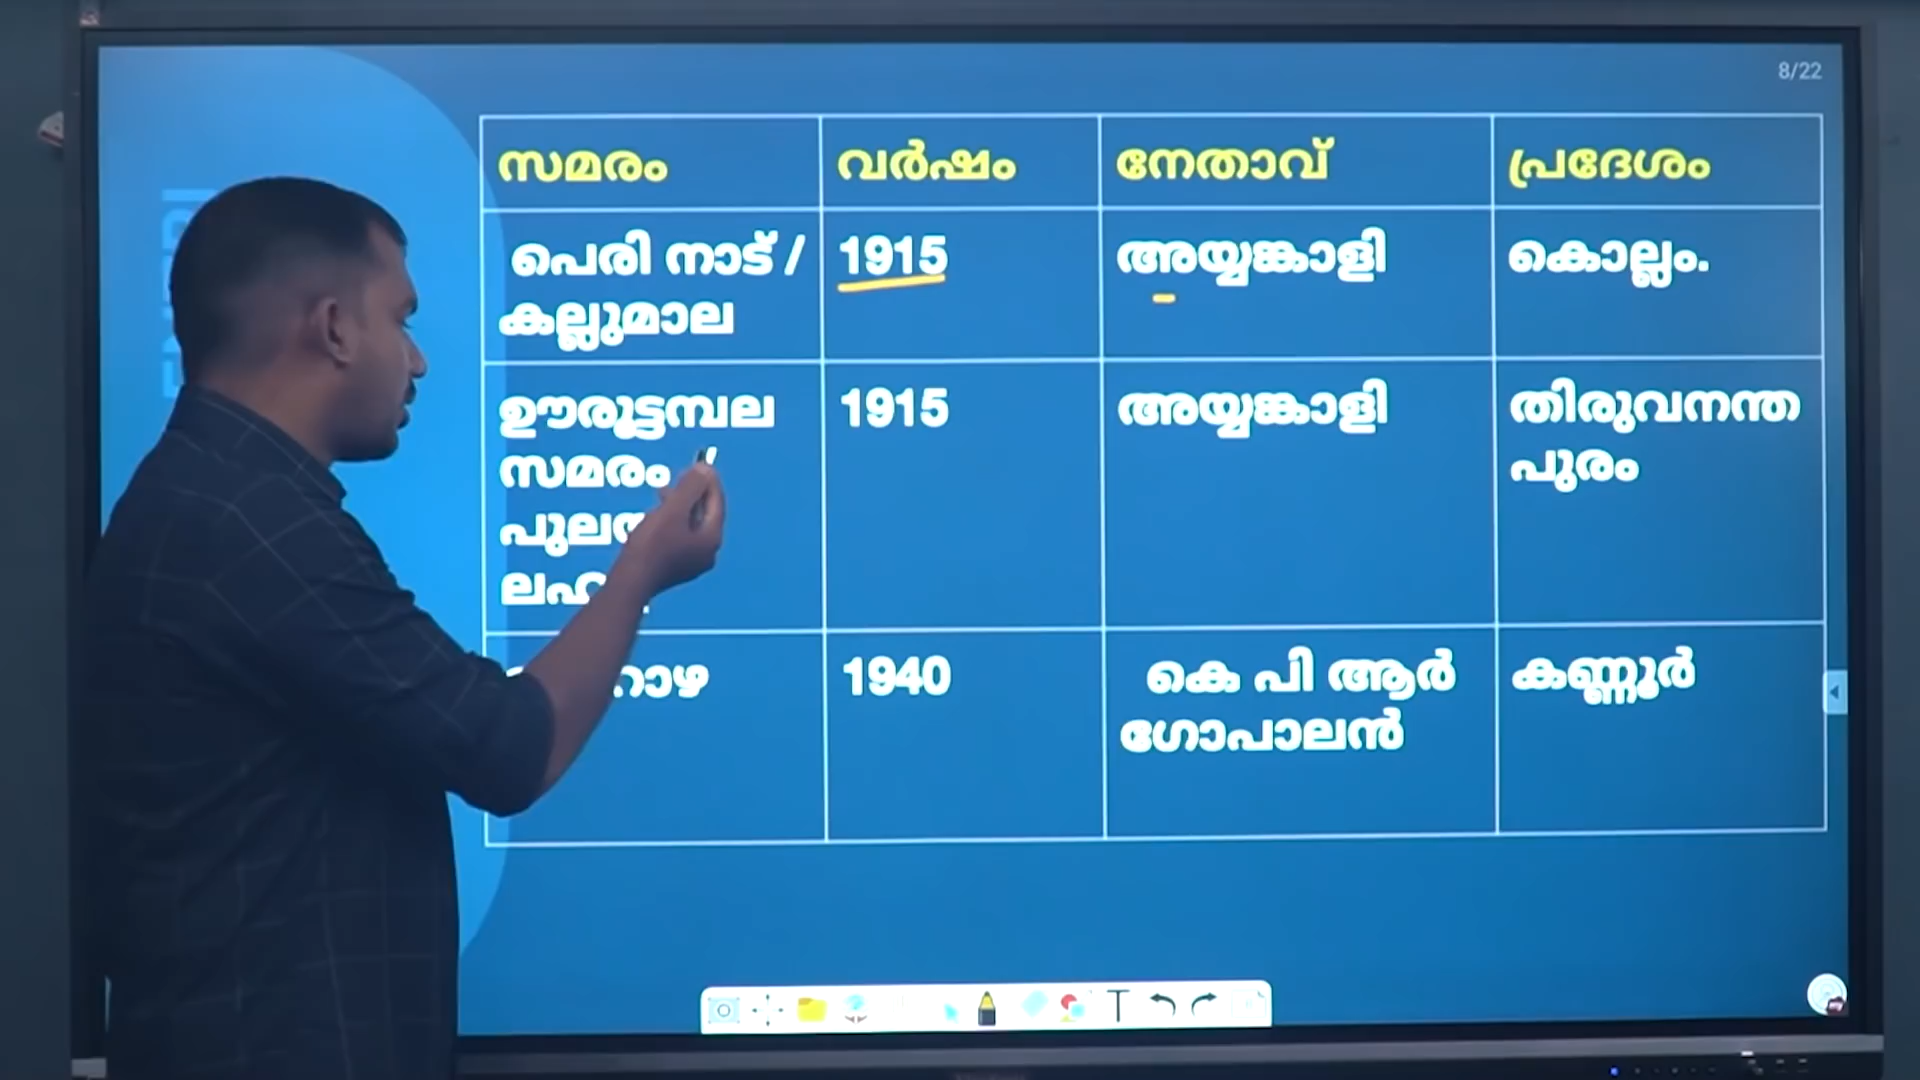 8/22
സമരം വർഷം നേതാവ് പ്രദേശം
പെരി നാട് / 1915 അയ്യങ്കാളി കൊല്ലം.
കല്ലുമാല
ഊരൂട്ടമ്പല 1915 അയ്യങ്കാളി തിരുവനന്ത
സമരം / പുരം
1940 കെ പി ആർ കണ്ണൂർ
ഗോപാലൻ